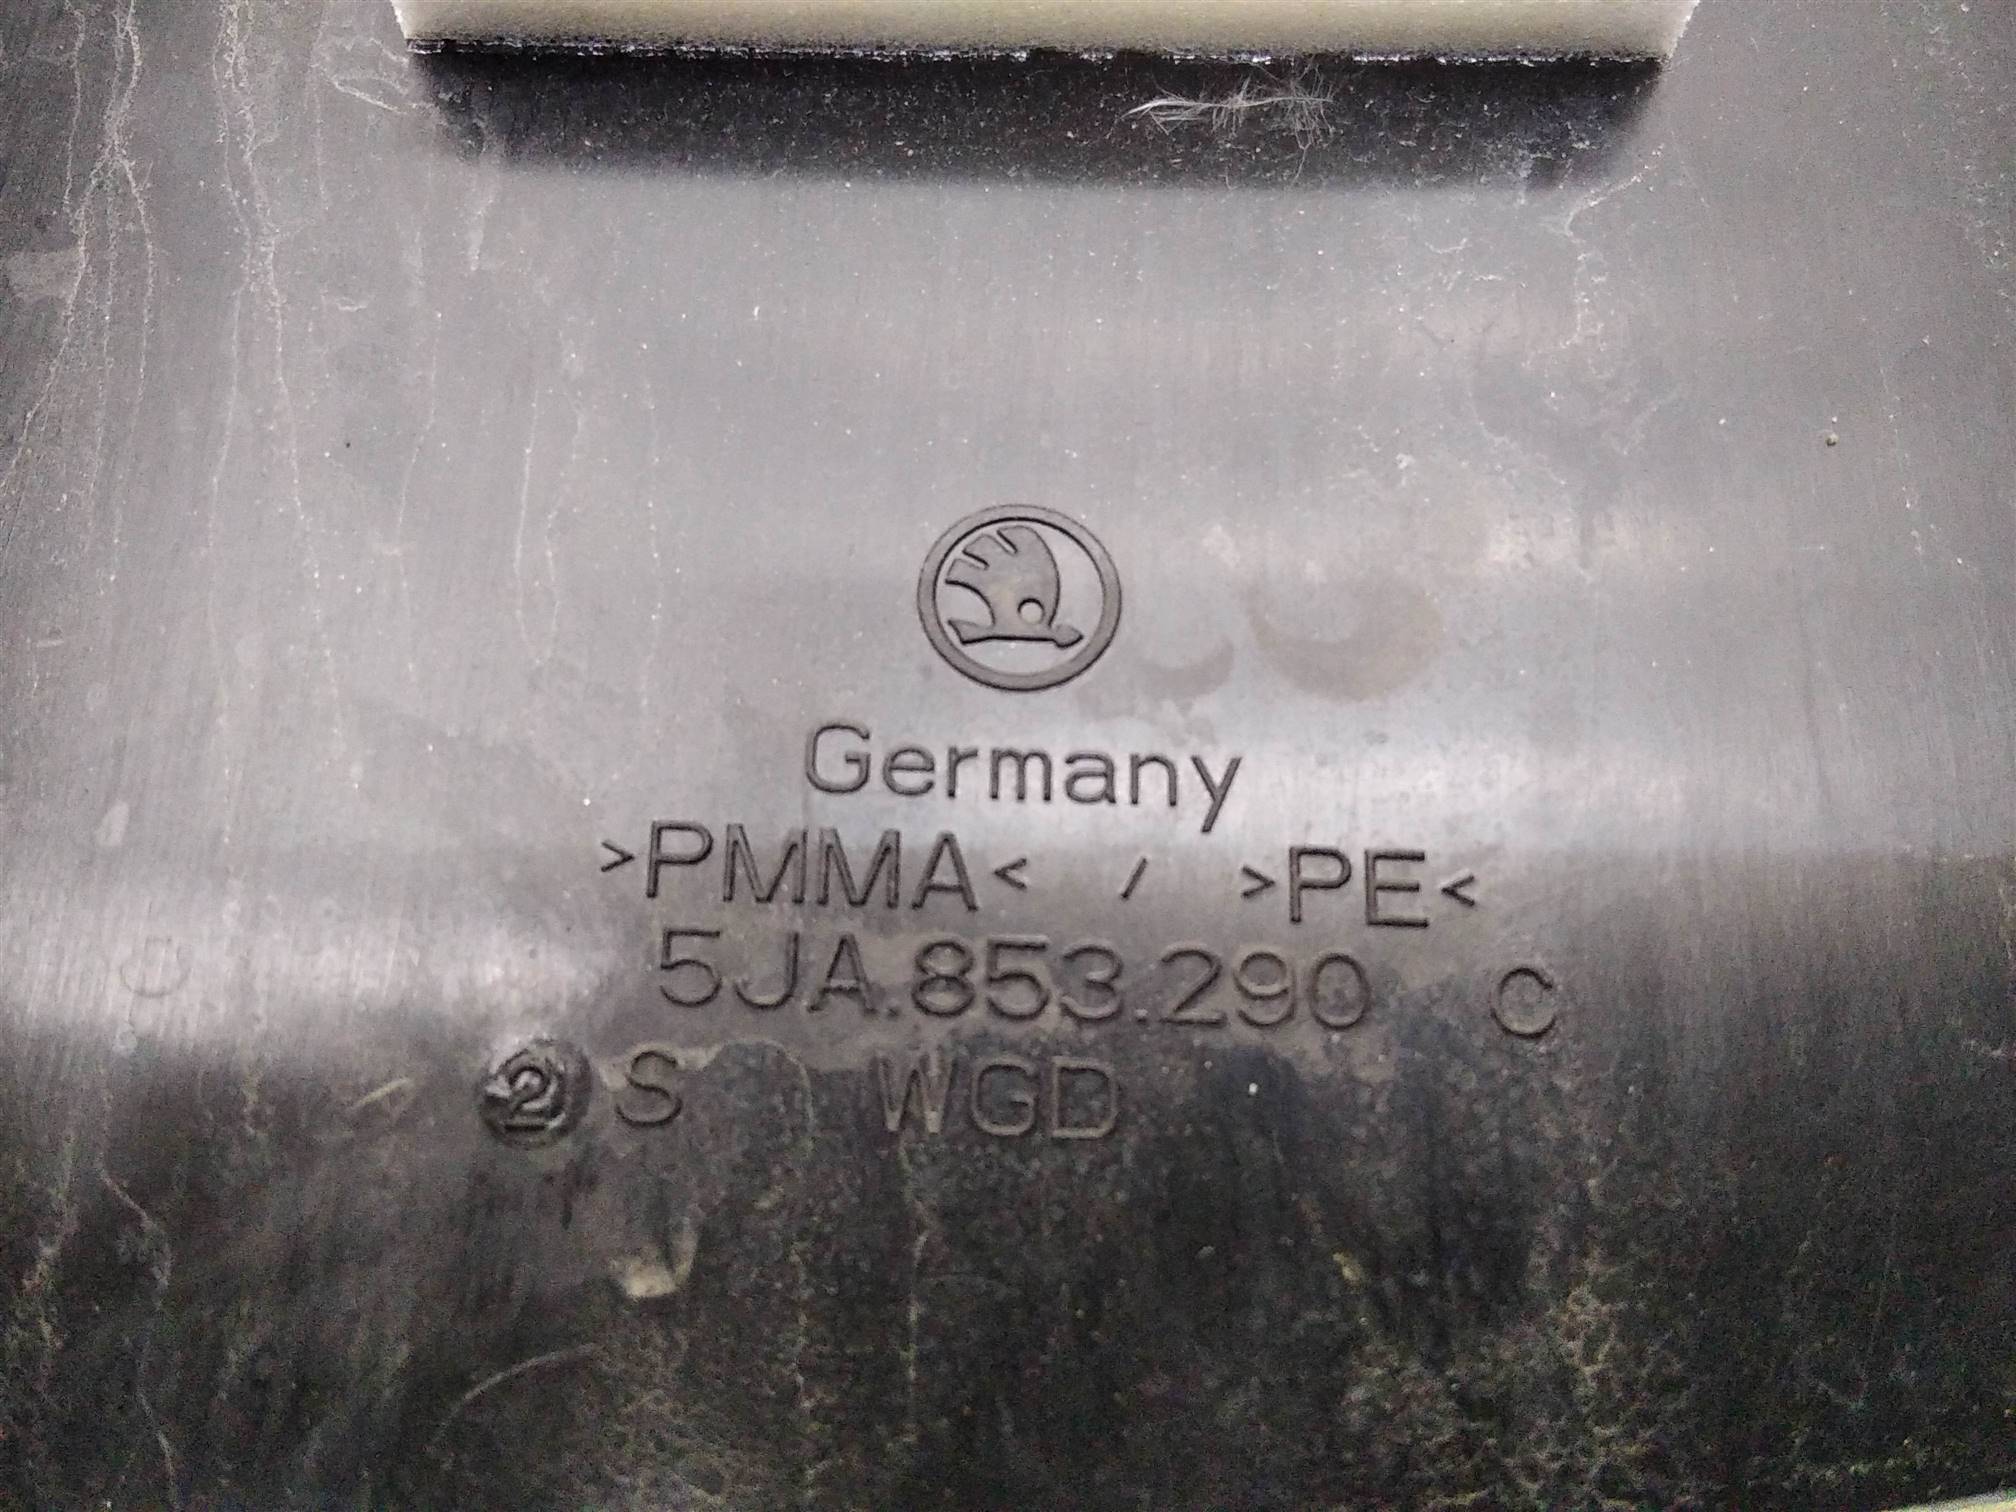 Germany
>PMMA< / >PE<
5JA.853.290 C
2 S WGD